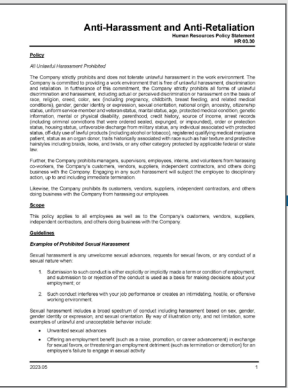 Anti-Harassment and Anti-Retaliation
Human Resources Policy Statement
HR 03.30
Policy
All Unlawful Harassment Prohibited
The Company strictly prohibits and does not tolerate unlawful harassment in the work environment. The
Company is committed to providing a work environment that is free of unlawful harassment, discrimination
and retaliation. In furtherance of this commitment, the Company strictly prohibits all forms of unlawful
discrimination and harassment, including actual or perceived discrimination or harassment on the basis of
race, religion, creed, color, sex (including pregnancy, childbirth, breast feeding, and related medical
conditions), gender, gender identity or expression, sexual orientation, national origin, ancestry, citizenship
status, uniform service member and veteran status, marital status, age, protected medical condition, genetic
information, mental or physical disability, parenthood, credit history, source of income, arrest records
(including criminal convictions that were ordered sealed, expunged, or impounded), order or protection
status, housing status, unfavorable discharge from military status, any individual associated with protected
status, off-duty use of lawful products (including alcohol or tobacco), registered qualifying medical marijuana
patient, status as an organ donor, traits historically associated with race such as hair texture and protective
hairstyles including braids, locks, and twists, or any other category protected by applicable federal or state
law.
Further, the Company prohibits managers, supervisors, employees, interns, and volunteers from harassing
co-workers, the Company's customers, vendors, suppliers, independent contractors, and others doing
business with the Company. Engaging in any such harassment will subject the employee to disciplinary
action, up to and including immediate termination.
Likewise, the Company prohibits its customers, vendors, suppliers, independent contractors, and others
doing business with the Company from harassing our employees.
Scope
This policy applies to all employees as well as to the Company's customers, vendors, suppliers,
independent contractors, and others doing business with the Company.
Guidelines
Examples of Prohibited Sexual Harassment
Sexual harassment is any unwelcome sexual advances, requests for sexual favors, or any conduct of a
sexual nature when:
1. Submission to such conduct is either explicitly or implicitly made a term or condition of employment,
and submission to or rejection of the conduct is used as a basis for making decisions about your
employment; or
2. Such conduct interferes with your job performance or creates an intimidating, hostile, or offensive
working environment.
Sexual harassment includes a broad spectrum of conduct including harassment based on sex, gender,
gender identity or expression, and sexual orientation. By way of illustration only, and not limitation, some
examples of unlawful and unacceptable behavior include:
• Unwanted sexual advances
• Offering an employment benefit (such as a raise, promotion, or career advancement) in exchange
for sexual favors, or threatening an employment detriment (such as termination or demotion) for an
employee's failure to engage in sexual activity
2023.05 1